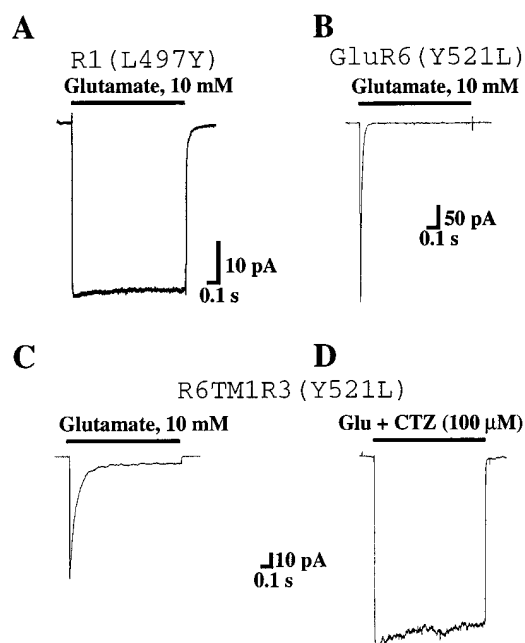 A
R1(L497Y)
Glutamate, 10 mM
10 pA
0.1 s
B
GluR6(Y521L)
Glutamate, 10 mM
50 pA
0.1 s
C
D
R6TM1R3(Y521L)
Glutamate, 10 mM
Glu + CTZ (100 μM)
10 pA
0.1 s